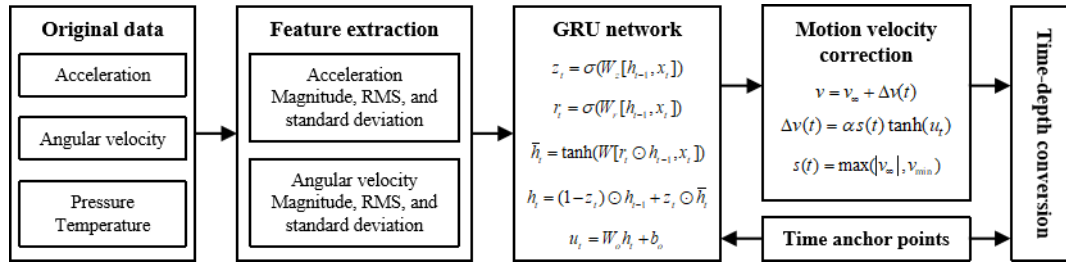 Original data
Acceleration
Angular velocity
Pressure
Temperature
Feature extraction
Acceleration
Magnitude, RMS, and
standard deviation
Angular velocity
Magnitude, RMS, and
standard deviation
GRU network
z_t = σ(W_z[h_{t-1}, x_t])
r_t = σ(W_r[h_{t-1}, x_t])
h̅_t = tanh(W[r_t ⊙ h_{t-1}, x_t])
h_t = (1 − z_t) ⊙ h_{t-1} + z_t ⊙ h̅_t
u_t = W_o h_t + b_o
Motion velocity
correction
v = v_∞ + Δv(t)
Δv(t) = αs(t) tanh(u_t)
s(t) = max(|v_∞|, v_min)
Time anchor points
Time-depth conversion